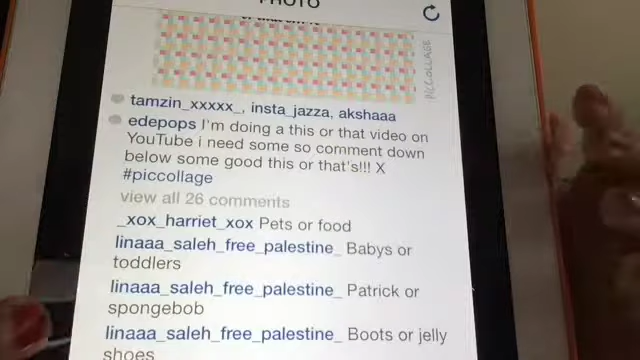 PHOTO
PICCOLLAGE
tamzin_xxxxx_, insta_jazza, akshaaa
edepops I'm doing a this or that video on
YouTube i need some so comment down
below some good this or that's!!! X
#piccollage
view all 26 comments
_xox_harriet_xox Pets or food
linaaa_saleh_free_palestine_ Babys or
toddlers
linaaa_saleh_free_palestine_ Patrick or
spongebob
linaaa_saleh_free_palestine_ Boots or jelly
shoes